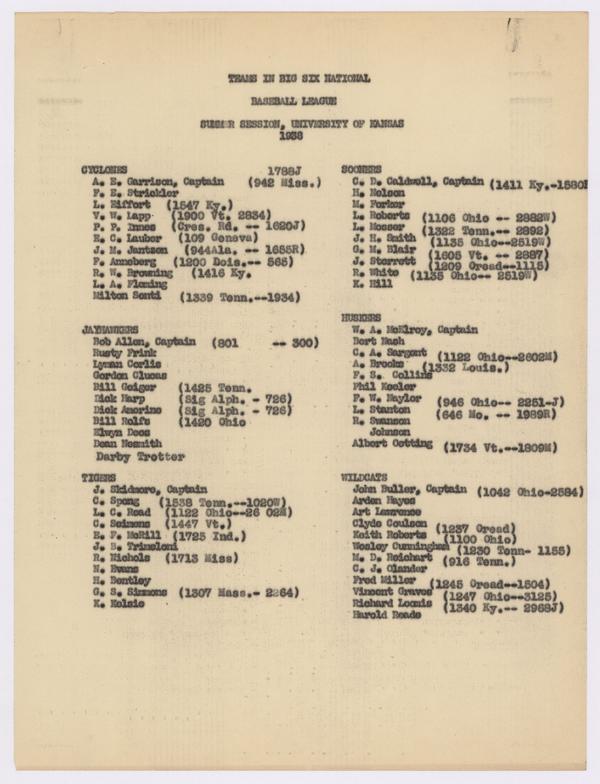 TEAMS IN BIG SIX NATIONAL
BASEBALL LEAGUE
SUMMER SESSION, UNIVERSITY OF KANSAS
1938
CYCLONES 1788J
A. E. Garrison, Captain (942 Miss.)
F. E. Strickler
L. Eiffort (1547 Ky.)
V. W. Lapp (1900 Vt. 2834)
P. P. Innes (Cres. Rd. -- 1620J)
E. C. Lauber (109 Geneva)
J. M. Jantzen (944Ala. -- 1655R)
F. Anneberg (1200 Dois.-- 565)
R. W. Browning (1416 Ky.
L. A. Fleming
Milton Senti (1339 Tenn.--1934)
JAYHAWKERS
Bob Allen, Captain (801 -- 300)
Rusty Frink
Lyman Corlis
Gordon Clucas
Bill Geiger (1425 Tenn.
Dick Harp (Sig Alph. - 726)
Dick Amerine (Sig Alph. - 726)
Bill Rolfs (1420 Ohio
Elwyn Dees
Dean Nesmith
Darby Trotter
TIGERS
J. Skidmore, Captain
C. Spong (1538 Tenn.--1020W)
L. C. Read (1122 Ohio--26 02M)
C. Seimons (1447 Vt.)
E. F. McRill (1725 Ind.)
J. B. Trimeloni
R. Nichols (1713 Miss)
N. Evans
H. Bentley
G. S. Simmons (1307 Mass.- 2264)
K. Kelsie
SOONERS
C. D. Caldwell, Captain (1411 Ky.-1580
H. Nelson
M. Forker
L. Roberts (1106 Ohio -- 2882W)
L. Mosser (1322 Tenn.-- 2892)
J. H. Smith (1135 Ohio--2519W)
C. M. Blair (1605 Vt. -- 2887)
J. Sterrett (1209 Oread--1115)
R. White (1135 Ohio-- 2519W)
K. Hill
HUSKERS
W. A. McElroy, Captain
Bert Nash
C. A. Sargent (1122 Ohio--2602M)
A. Brooks (1332 Louis.)
F. S. Collins
Phil Keeler
F. W. Naylor (946 Ohio-- 2251-J)
L. Stanton (646 Mo. -- 1989R)
R. Swanson
Johnson
Albert Oetting (1734 Vt.--1809M)
WILDCATS
John Buller, Captain (1042 Ohio-2584)
Arden Hayes
Art Lawrence
Clyde Coulson (1237 Oread)
Keith Roberts (1100 Ohio)
Wesley Cunningham (1230 Tenn- 1155)
M. D. Reichart (916 Tenn.)
C. J. Olander
Fred Miller (1245 Oread--1504)
Vincent Graves (1247 Ohio--3125)
Richard Loomis (1340 Ky.-- 2968J)
Harold Reade